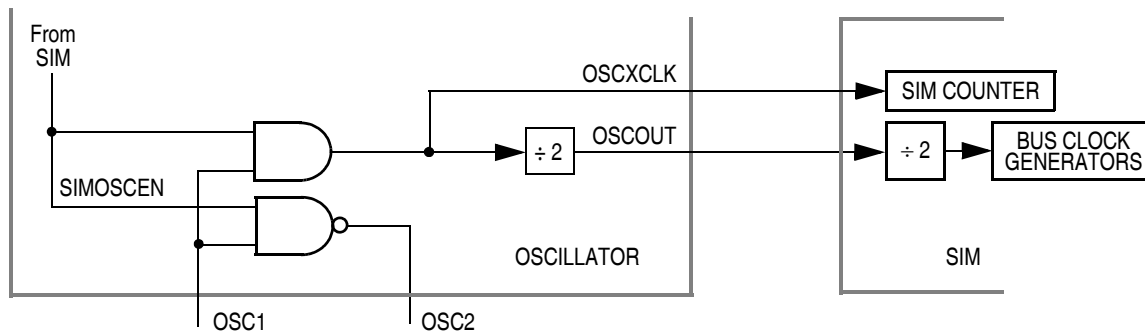 From
SIM
OSCXCLK
SIM COUNTER
÷ 2
OSCOUT
÷ 2
BUS CLOCK
GENERATORS
SIMOSCEN
OSCILLATOR
SIM
OSC1
OSC2